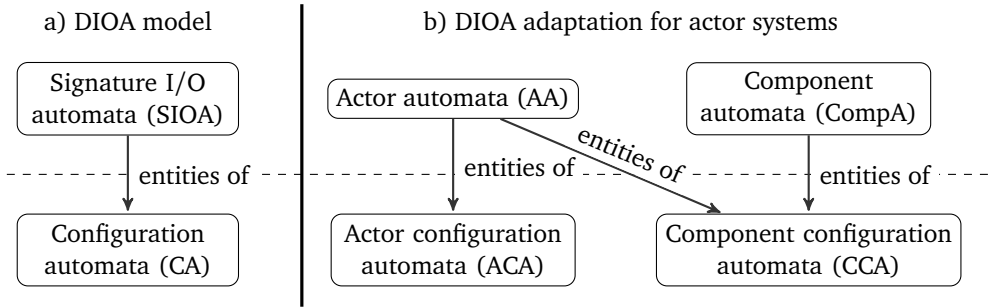 a) DIOA model
Signature I/O
automata (SIOA)
entities of
Configuration
automata (CA)
b) DIOA adaptation for actor systems
Actor automata (AA)
Component
automata (CompA)
entities of
entities of
entities of
Actor configuration
automata (ACA)
Component configuration
automata (CCA)